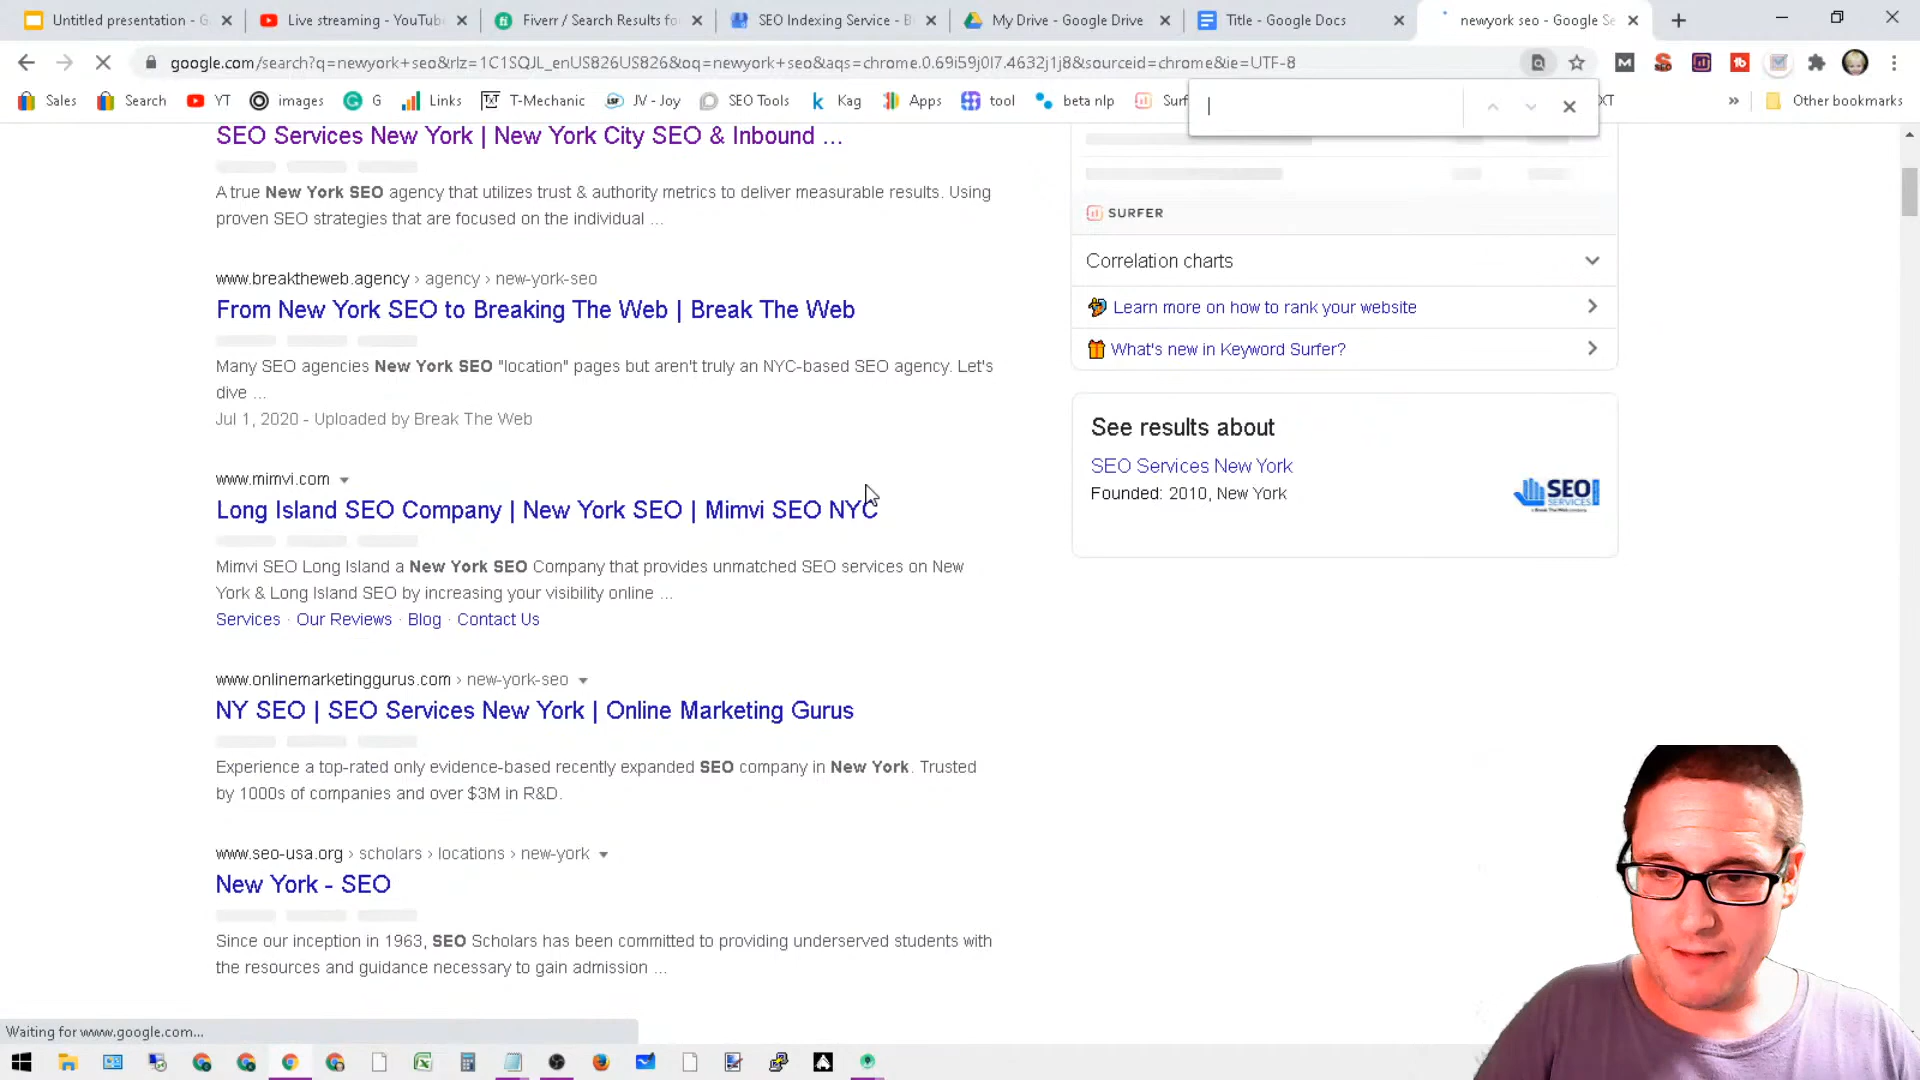 Untitled presentation - G
Live streaming - YouTube
Fiverr / Search Results fo
SEO Indexing Service - B
My Drive - Google Drive
Title - Google Docs
newyork seo - Google Se
google.com/search?q=newyork+seo&rlz=1C1SQJL_enUS826US826&oq=newyork+seo&aqs=chrome.0.69i59j0l7.4632j1j8&sourceid=chrome&ie=UTF-8
Sales
Search
YT
images
G
Links
T-Mechanic
JV - Joy
SEO Tools
Kag
Apps
tool
beta nlp
Surf
XT
»
Other bookmarks
SEO Services New York | New York City SEO & Inbound ...
A true New York SEO agency that utilizes trust & authority metrics to deliver measurable results. Using
proven SEO strategies that are focused on the individual ...
www.breaktheweb.agency › agency › new-york-seo
From New York SEO to Breaking The Web | Break The Web
Many SEO agencies New York SEO "location" pages but aren't truly an NYC-based SEO agency. Let's
dive ...
Jul 1, 2020 - Uploaded by Break The Web
www.mimvi.com
Long Island SEO Company | New York SEO | Mimvi SEO NYC
Mimvi SEO Long Island a New York SEO Company that provides unmatched SEO services on New
York & Long Island SEO by increasing your visibility online ...
Services · Our Reviews · Blog · Contact Us
www.onlinemarketinggurus.com › new-york-seo
NY SEO | SEO Services New York | Online Marketing Gurus
Experience a top-rated only evidence-based recently expanded SEO company in New York. Trusted
by 1000s of companies and over $3M in R&D.
www.seo-usa.org › scholars › locations › new-york
New York - SEO
Since our inception in 1963, SEO Scholars has been committed to providing underserved students with
the resources and guidance necessary to gain admission ...
SURFER
Correlation charts
Learn more on how to rank your website
What's new in Keyword Surfer?
See results about
SEO Services New York
Founded: 2010, New York
SEO
SERVICES
Waiting for www.google.com...